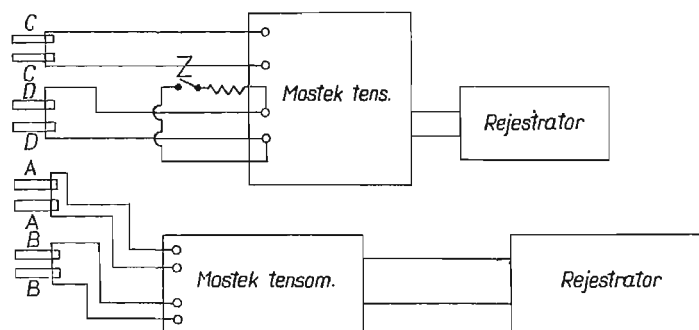 C
C
Z
D
D
Mostek tens.
Rejestrator
A
A
B
B
Mostek tensom.
Rejestrator